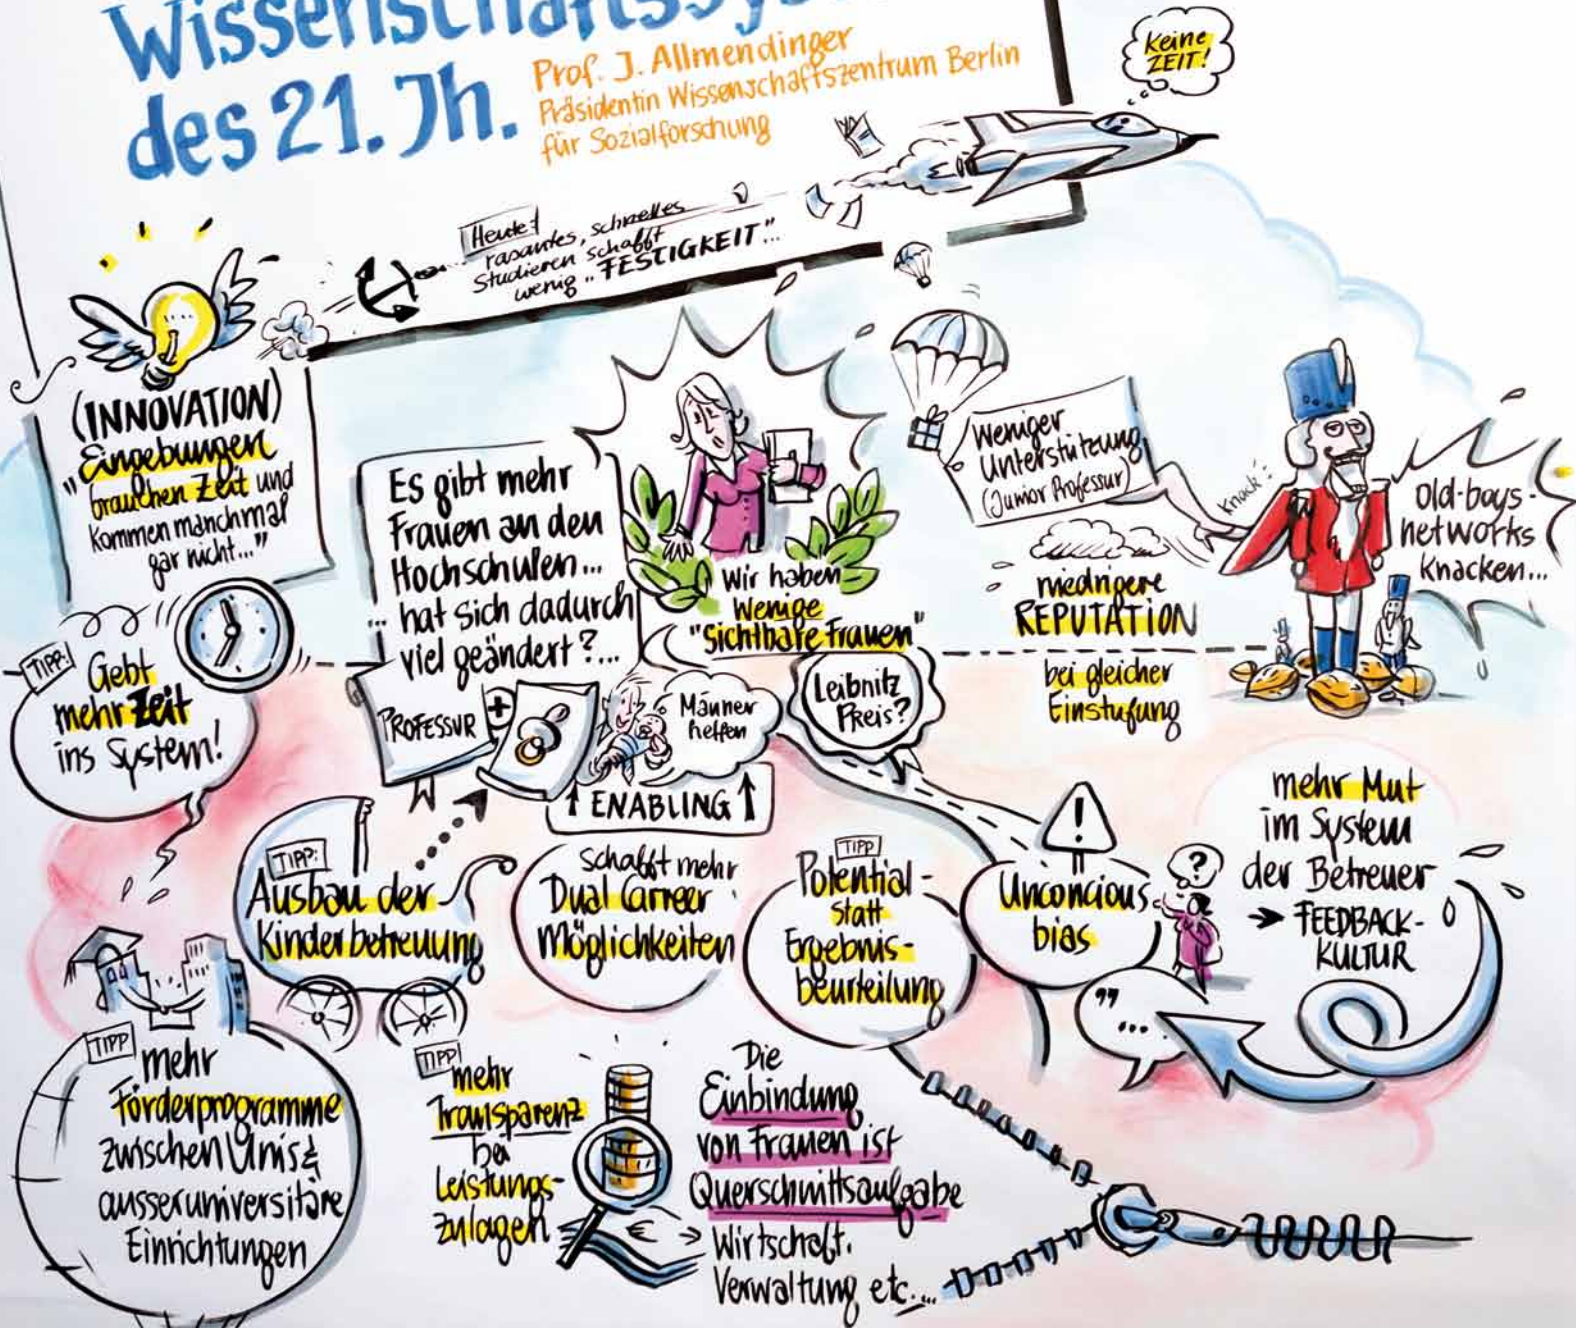 Wissenschaftssys
des 21. Jh.
Prof. J. Allmendinger
Präsidentin Wissenschaftszentrum Berlin
für Sozialforschung
Keine
ZEIT!
Heute!
rasantes, schnelles
Studieren schafft
wenig „FESTIGKEIT"...
(INNOVATION)
"Eingebungen
brauchen Zeit und
kommen manchmal
gar nicht..."
TIPP:
Gebt
mehr Zeit
ins System!
Es gibt mehr
Frauen an den
Hochschulen...
... hat sich dadurch
viel geändert?...
Wir haben
wenige
"Sichtbare Frauen"
Weniger
Unterstützung
(Junior Professur)
Knack!
Old-boys-
networks
knacken...
niedrigere
REPUTATION
bei gleicher
Einstufung
PROFESSUR
+
Männer
helfen
Leibnitz
Preis?
ENABLING
TIPP:
Ausbau der
Kinderbetreuung
schafft mehr
Dual Carreer
Möglichkeiten
TIPP
Potential-
statt
Ergebnis-
beurteilung
!
Unconcious
bias
?
mehr Mut
im System
der Betreuer
→ FEEDBACK-
KULTUR
" ...
TIPP
mehr
Förderprogramme
zwischen Unis &
ausseruniversitäre
Einrichtungen
TIPP
mehr
Transparenz
bei
Leistungs-
zulagen
Die
Einbindung
von Frauen ist
Querschnittsaufgabe
Wirtschaft,
Verwaltung etc....